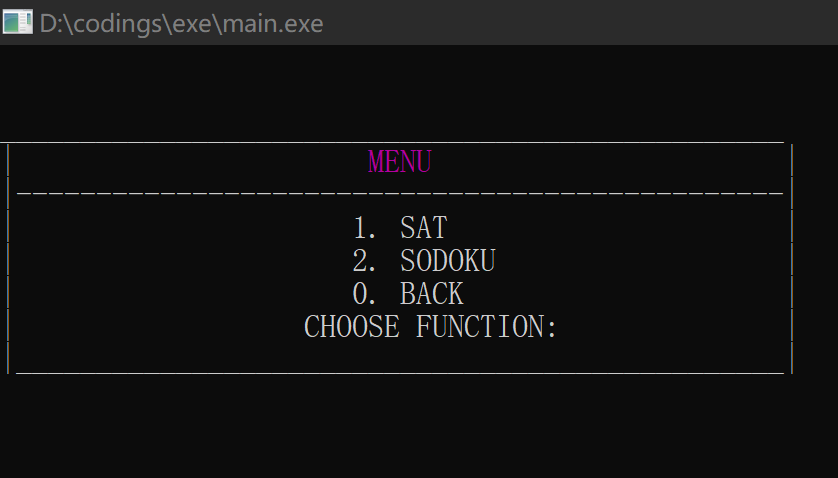 D:\codings\exe\main.exe
MENU
1. SAT
2. SODOKU
0. BACK
CHOOSE FUNCTION: